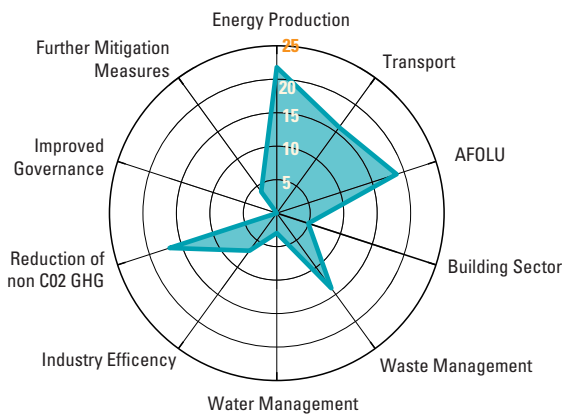 Energy Production
Further Mitigation
Measures
Transport
25
20
15
10
5
Improved
Governance
AFOLU
Reduction of
non C02 GHG
Building Sector
Industry Efficency
Waste Management
Water Management